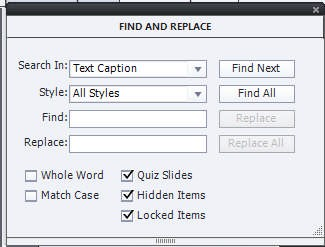 FIND AND REPLACE
Search In: Text Caption Find Next
Style: All Styles Find All
Find: Replace
Replace: Replace All
Whole Word Quiz Slides
Match Case Hidden Items
Locked Items